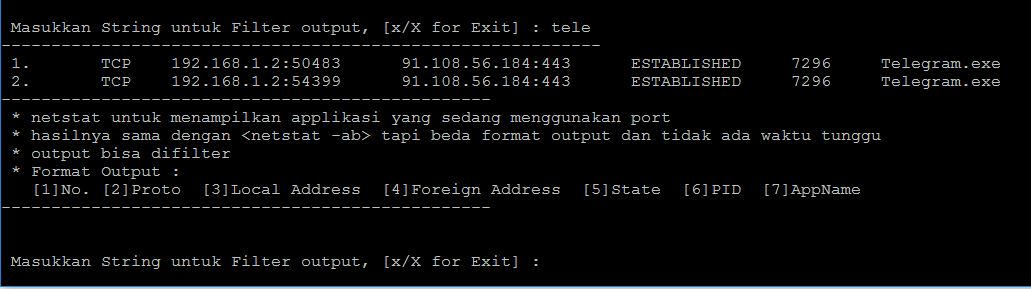 Masukkan String untuk Filter output, [x/X for Exit] : tele
------------------------------------------------------------
1. TCP 192.168.1.2:50483 91.108.56.184:443 ESTABLISHED 7296 Telegram.exe
2. TCP 192.168.1.2:54399 91.108.56.184:443 ESTABLISHED 7296 Telegram.exe
-------------------------------------------------
* netstat untuk menampilkan applikasi yang sedang menggunakan port
* hasilnya sama dengan <netstat -ab> tapi beda format output dan tidak ada waktu tunggu
* output bisa difilter
* Format Output :
[1]No. [2]Proto [3]Local Address [4]Foreign Address [5]State [6]PID [7]AppName
-------------------------------------------------
Masukkan String untuk Filter output, [x/X for Exit] :